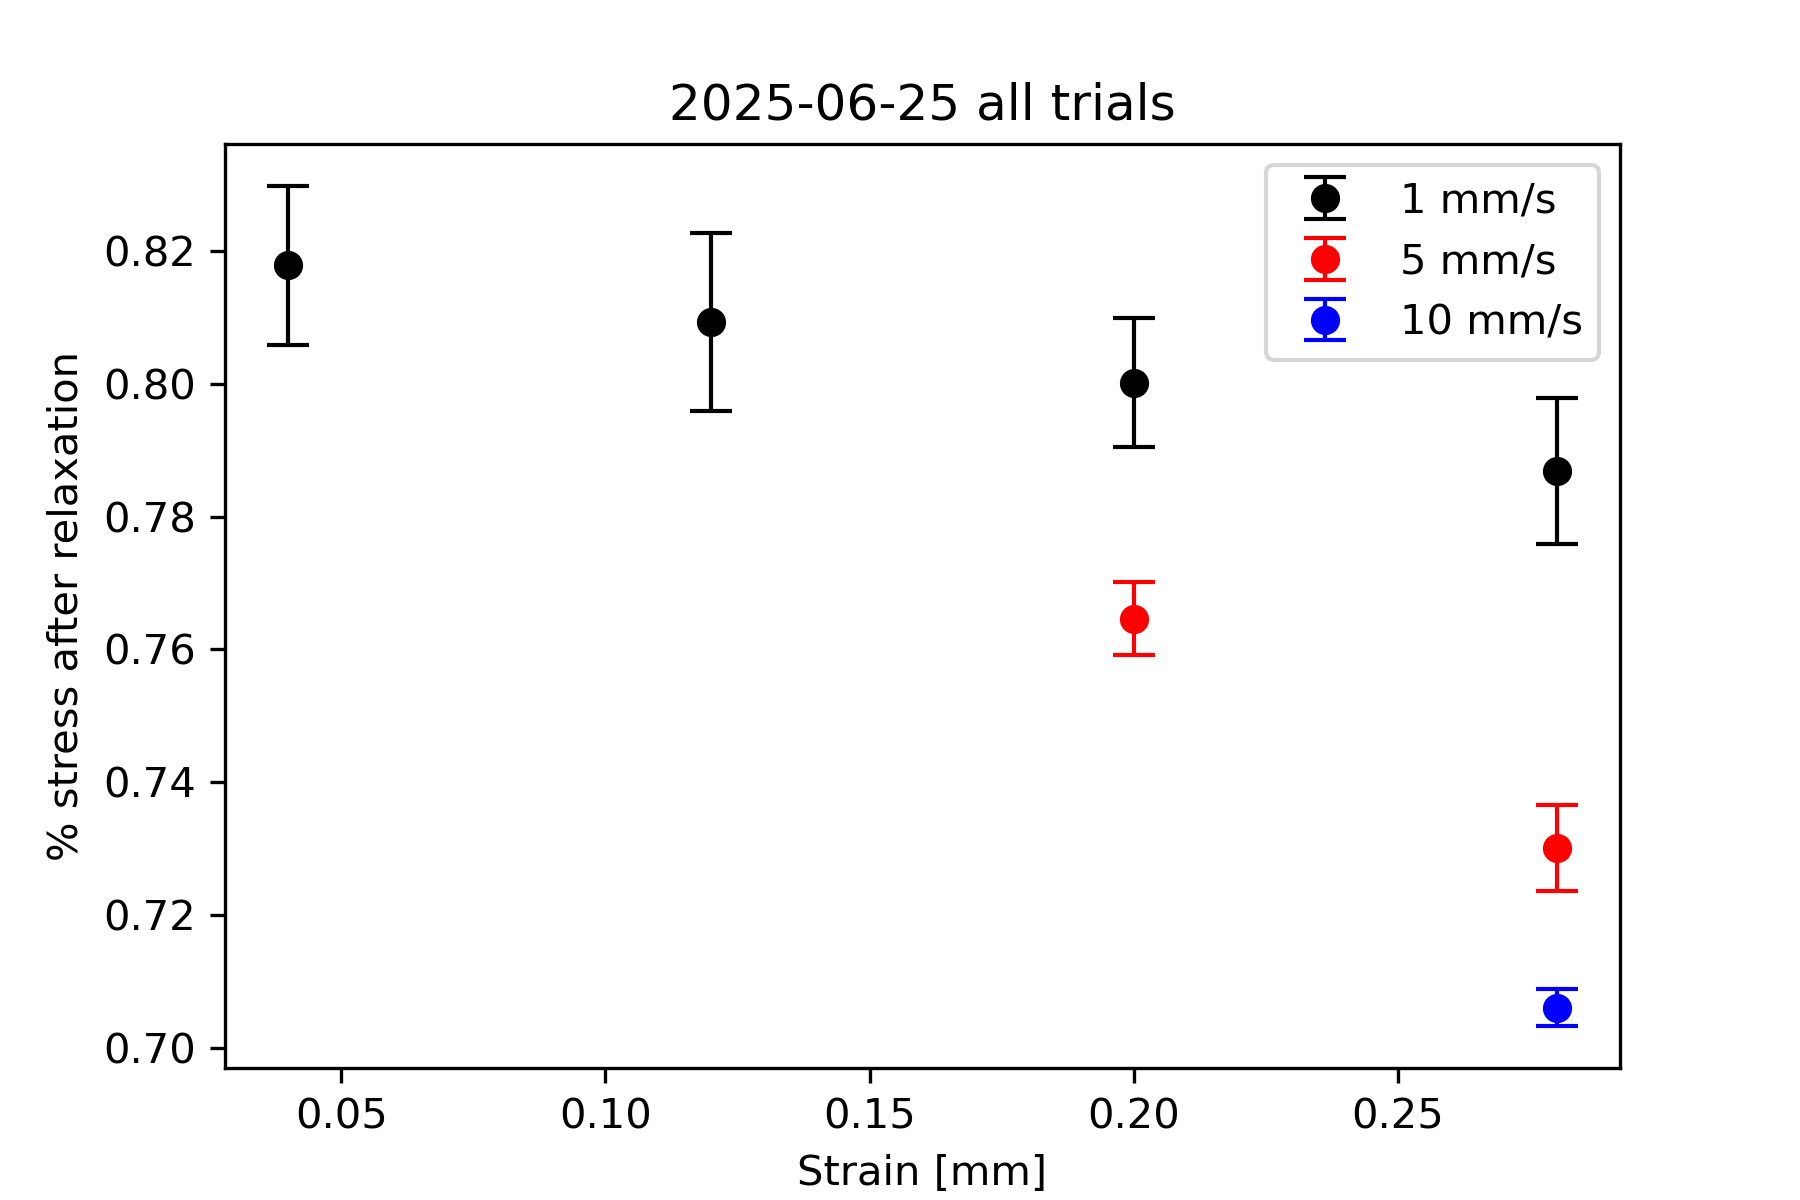 2025-06-25 all trials
1 mm/s
5 mm/s
10 mm/s
% stress after relaxation
0.82
0.80
0.78
0.76
0.74
0.72
0.70
0.05
0.10
0.15
0.20
0.25
Strain [mm]